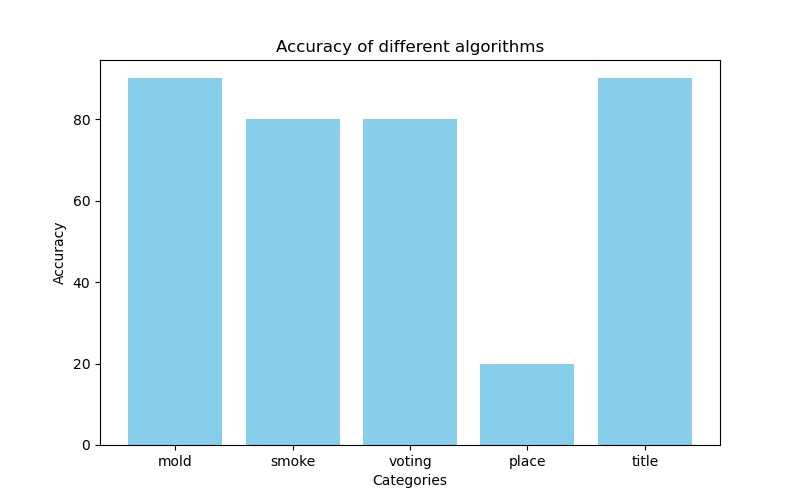 Accuracy of different algorithms
Accuracy
80
60
40
20
0
mold smoke voting place title
Categories